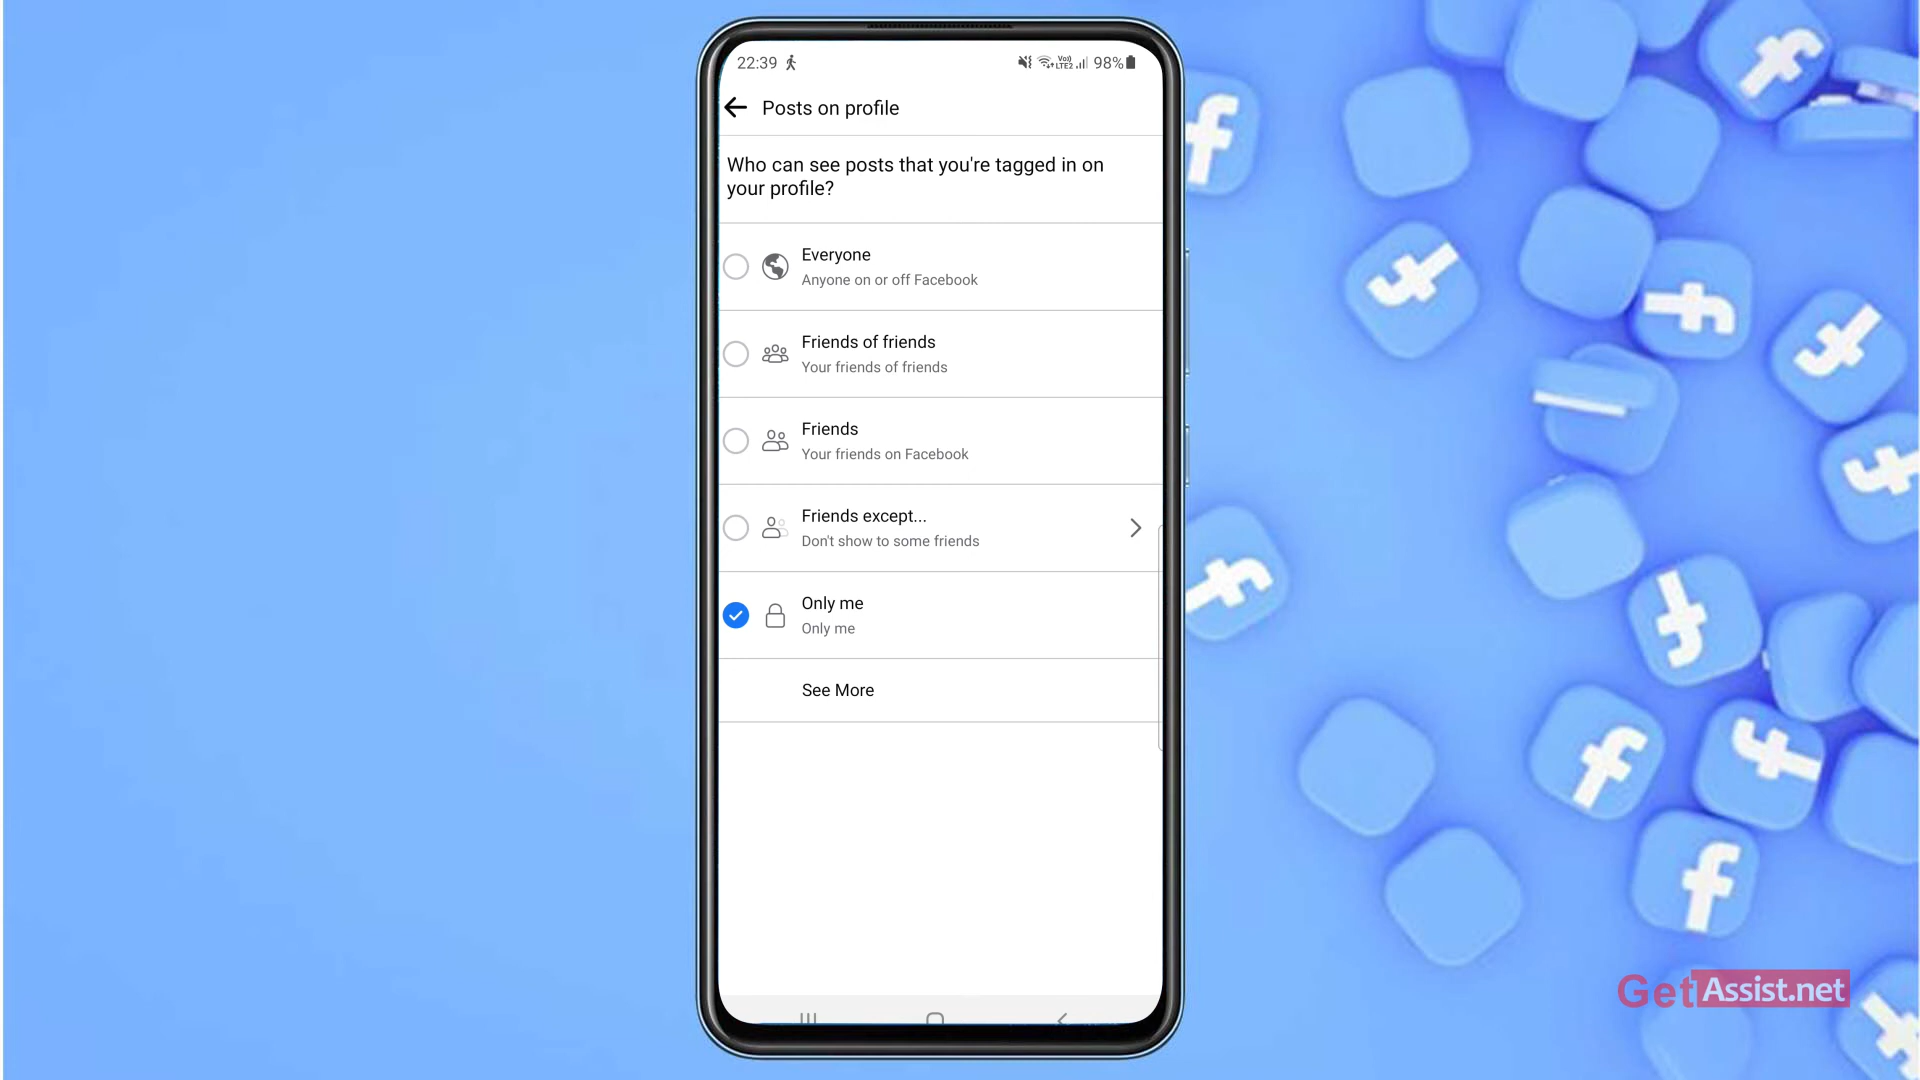 22:39 Vo)) LTE2 98%
Posts on profile
Who can see posts that you're tagged in on
your profile?
Everyone
Anyone on or off Facebook
Friends of friends
Your friends of friends
Friends
Your friends on Facebook
Friends except...
Don't show to some friends
Only me
Only me
See More
GetAssist.net